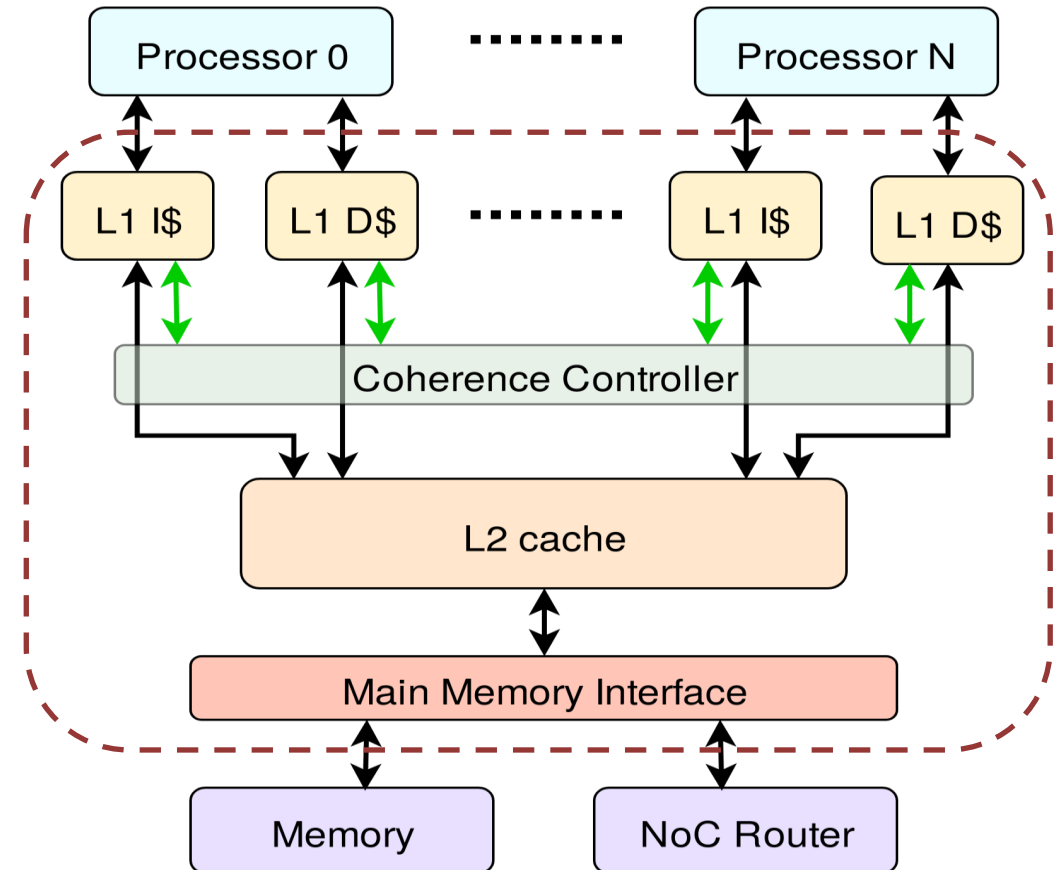 Processor 0
Processor N
L1 I$
L1 D$
L1 I$
L1 D$
Coherence Controller
L2 cache
Main Memory Interface
Memory
NoC Router